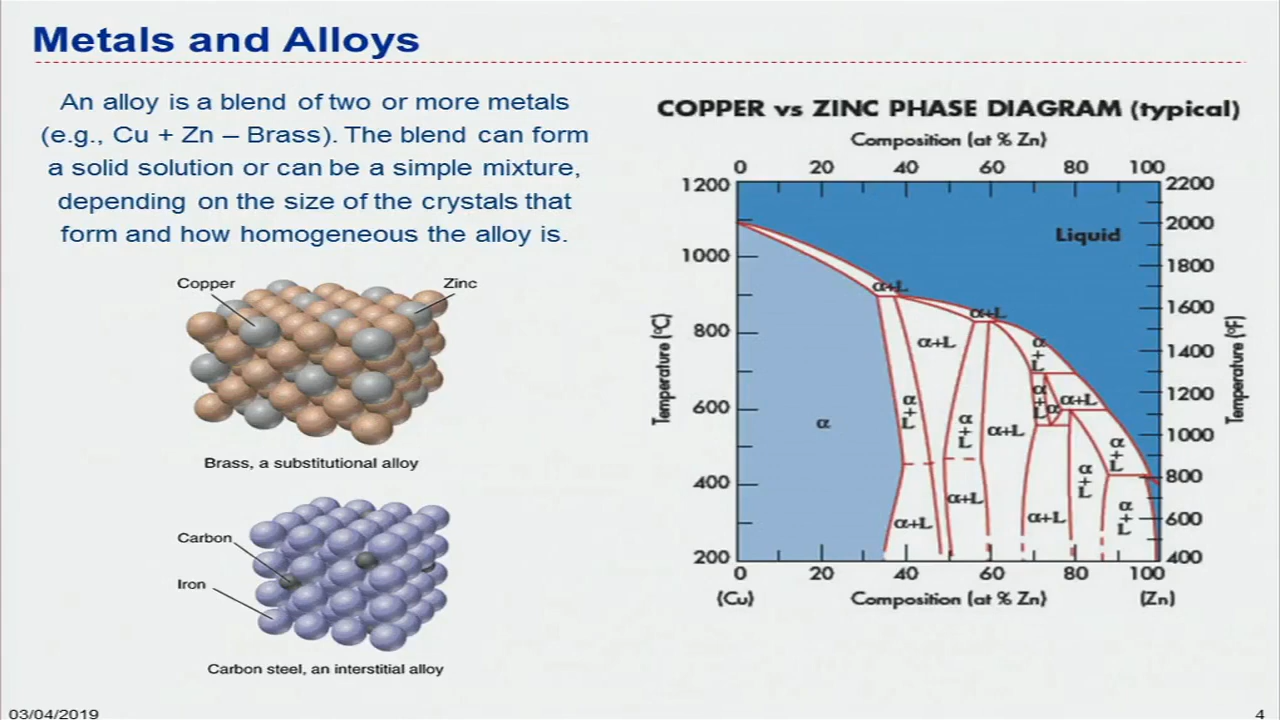 Metals and Alloys
An alloy is a blend of two or more metals
(e.g., Cu + Zn – Brass). The blend can form
a solid solution or can be a simple mixture,
depending on the size of the crystals that
form and how homogeneous the alloy is.
Copper
Zinc
Brass, a substitutional alloy
Carbon
Iron
Carbon steel, an interstitial alloy
COPPER vs ZINC PHASE DIAGRAM (typical)
Composition (at % Zn)
0 20 40 60 80 100
1200
1000
800
600
400
200
Temperature (°C)
2200
2000
1800
1600
1400
1200
1000
800
600
400
Temperature (°F)
Liquid
α+L
α+L
α+L
α
+
L
α
+
L
α
α+L
α
α
+
L
α
+
L
α+L
α
+
L
α
+
L
α+L
α+L
α+L
α
+
L
0 20 40 60 80 100
(Cu) Composition (at % Zn) (Zn)
03/04/2019
4